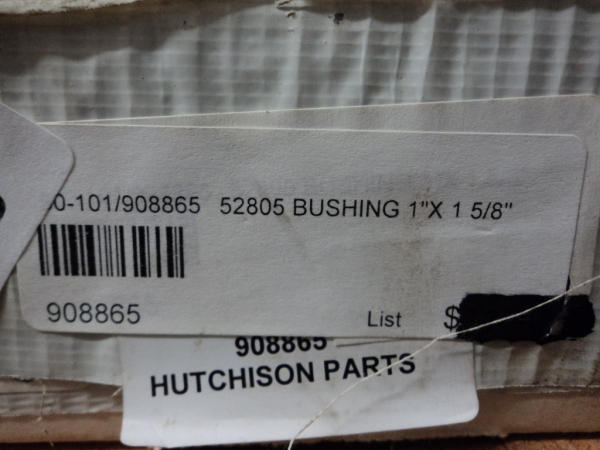 0-101/908865 52805 BUSHING 1"X 1 5/8"
908865
List $
908865
HUTCHISON PARTS